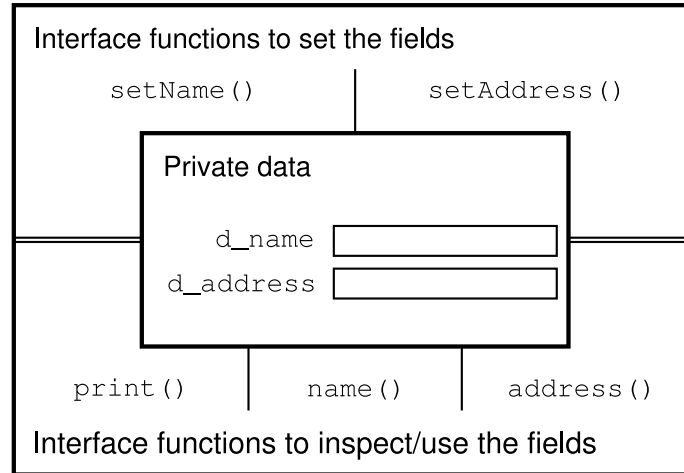 Interface functions to set the fields
setName() setAddress()
Private data
d_name
d_address
print() name() address()
Interface functions to inspect/use the fields